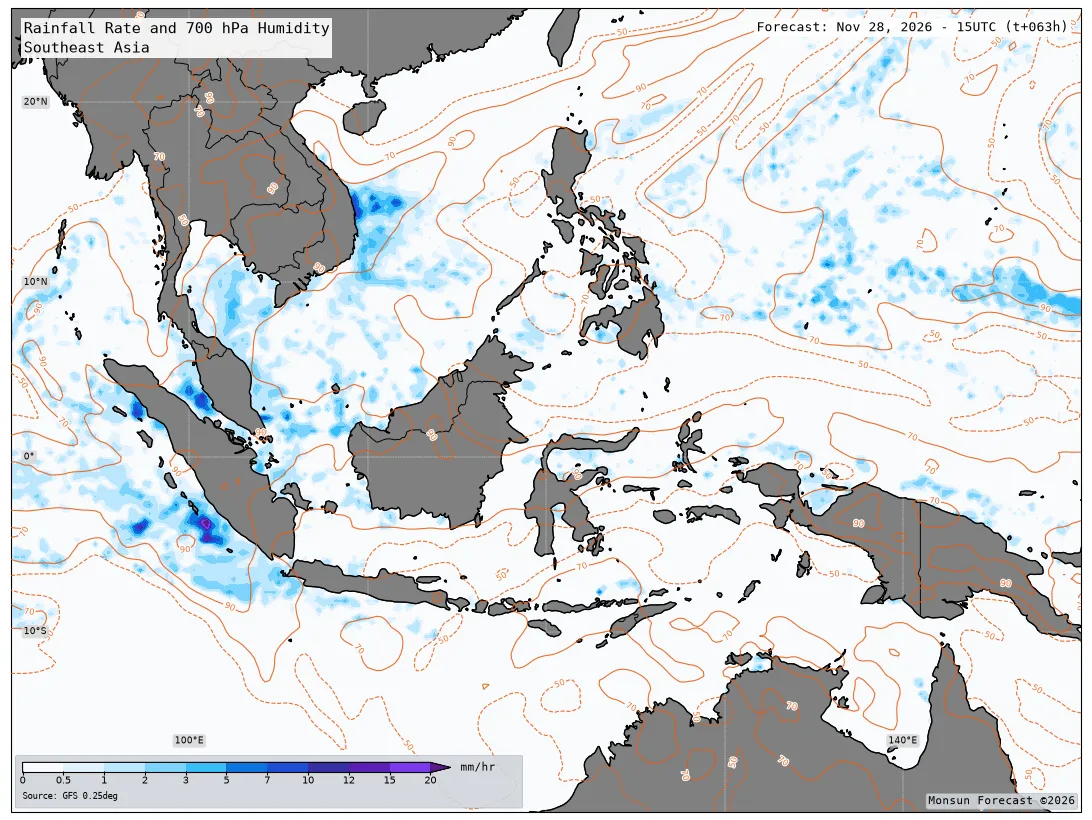 Rainfall Rate and 700 hPa Humidity
Southeast Asia
Forecast: Nov 28, 2026 - 15UTC (t+063h)
20°N
10°N
0°
10°S
100°E
140°E
0 0.5 1 2 3 5 7 10 12 15 20 mm/hr
Source: GFS 0.25deg
Monsun Forecast ©2026